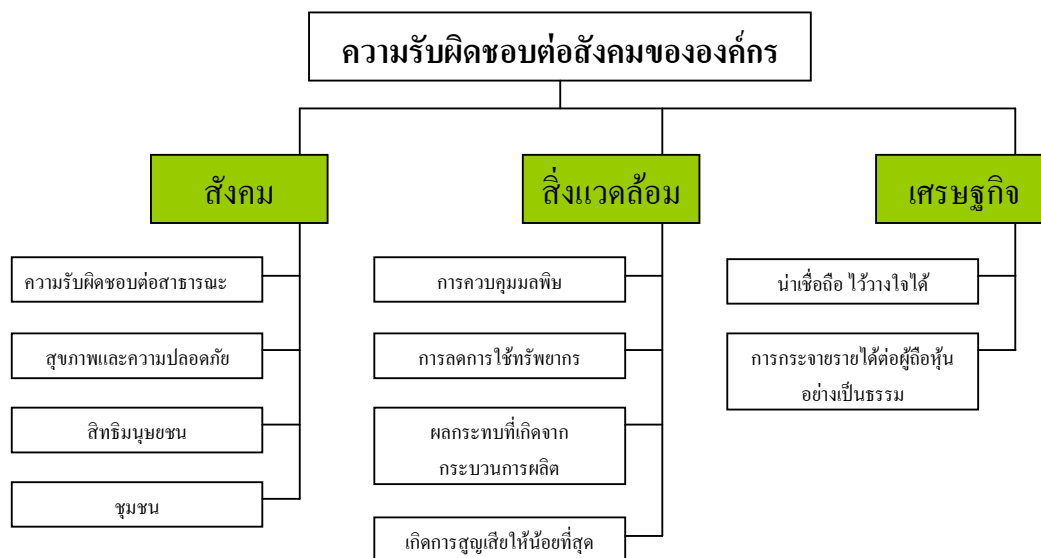 ความรับผิดชอบต่อสังคมขององค์กร
สังคม
ความรับผิดชอบต่อสาธารณะ
สุขภาพและความปลอดภัย
สิทธิมนุษยชน
ชุมชน
สิ่งแวดล้อม
การควบคุมมลพิษ
การลดการใช้ทรัพยากร
ผลกระทบที่เกิดจาก
กระบวนการผลิต
เกิดการสูญเสียให้น้อยที่สุด
เศรษฐกิจ
น่าเชื่อถือ ไว้วางใจได้
การกระจายรายได้ต่อผู้ถือหุ้น
อย่างเป็นธรรม